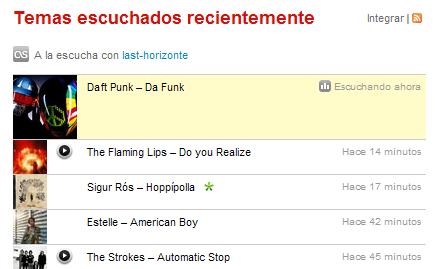 Temas escuchados recientemente
Integrar |
as A la escucha con last-horizonte
Daft Punk – Da Funk Escuchando ahora
The Flaming Lips – Do you Realize Hace 14 minutos
Sigur Rós – Hoppípolla Hace 17 minutos
Estelle – American Boy Hace 42 minutos
The Strokes – Automatic Stop Hace 45 minutos